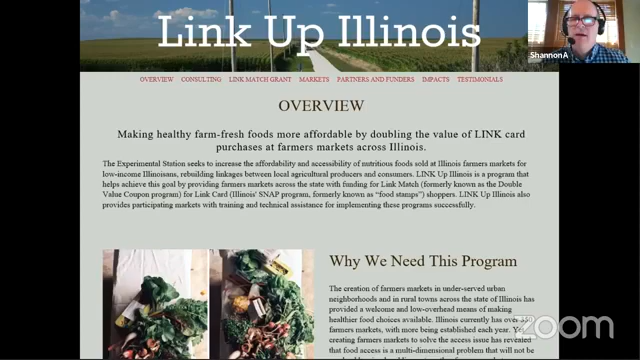 Link Up Illinois
Shannon A
OVERVIEW CONSULTING LINK MATCH GRANT MARKETS PARTNERS AND FUNDERS IMPACTS TESTIMONIALS
OVERVIEW
Making healthy farm-fresh foods more affordable by doubling the value of LINK card
purchases at farmers markets across Illinois.
The Experimental Station seeks to increase the affordability and accessibility of nutritious foods sold at Illinois farmers markets for
low-income Illinoisans, rebuilding linkages between local agricultural producers and consumers. LINK Up Illinois is a program that
helps achieve this goal by providing farmers markets across the state with funding for Link Match (formerly known as the Double
Value Coupon program) for Link Card (Illinois' SNAP program, formerly known as “food stamps”) shoppers. LINK Up Illinois also
provides participating markets with training and technical assistance for implementing these programs successfully.
Why We Need This Program
The creation of farmers markets in under-served urban
neighborhoods and in rural towns across the state of Illinois has
provided a welcome and low-overhead means of making
healthier food choices available. Illinois currently has over 350
farmers markets, with more being established each year. Yet
creating farmers markets to solve the access issue has revealed
that food access is a multi-dimensional problem that will not be
zoom